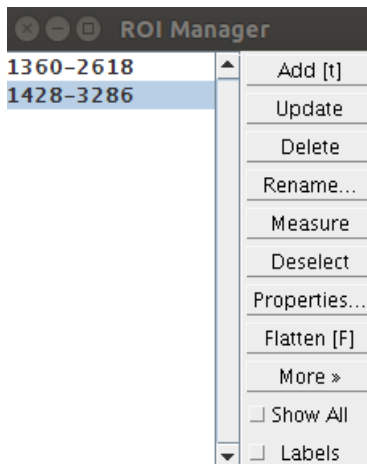 ROI Manager
1360-2618
1428-3286
Add [t]
Update
Delete
Rename...
Measure
Deselect
Properties...
Flatten [F]
More »
Show All
Labels